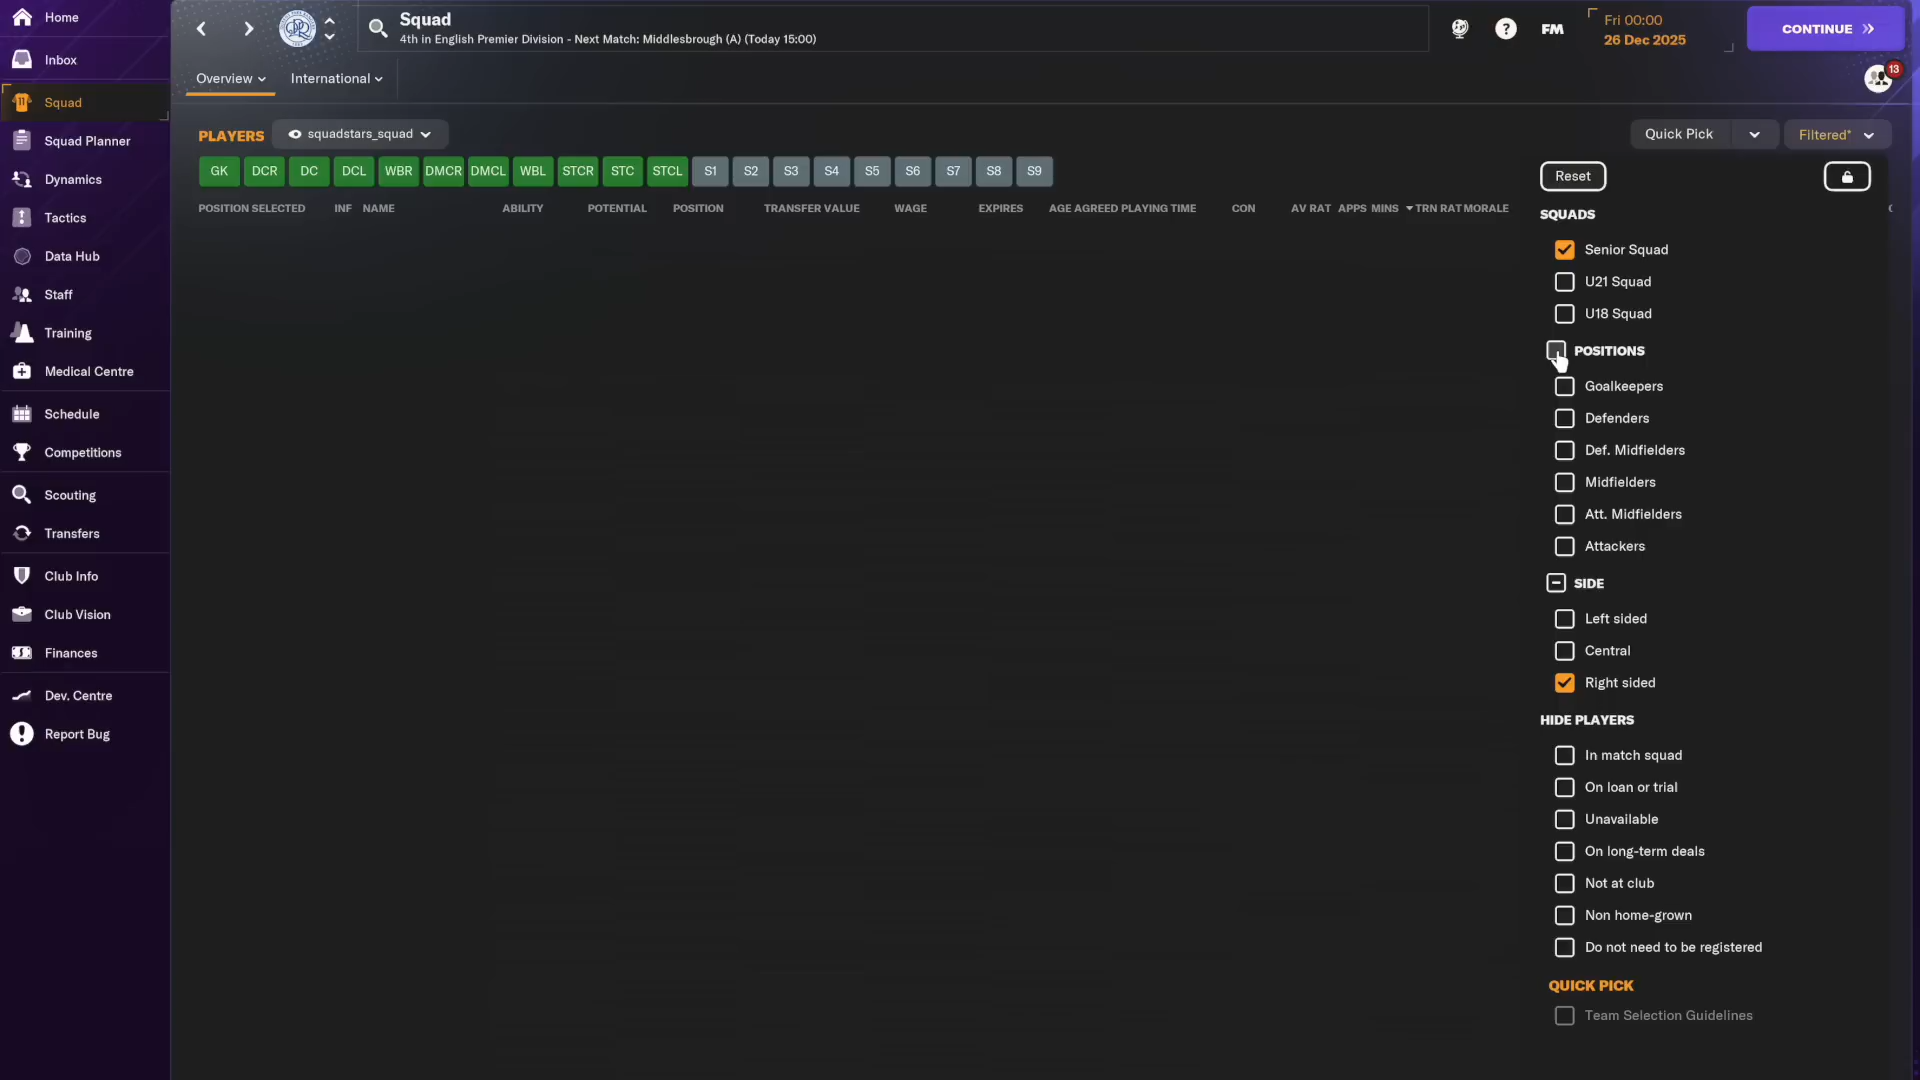 Home
Inbox
Squad
Squad Planner
Dynamics
Tactics
Data Hub
Staff
Training
Medical Centre
Schedule
Competitions
Scouting
Transfers
Club Info
Club Vision
Finances
Dev. Centre
Report Bug
Squad
4th in English Premier Division - Next Match: Middlesbrough (A) (Today 15:00)
FM
Fri 00:00
26 Dec 2025
CONTINUE
Overview International
13
PLAYERS squadstars_squad
Quick Pick Filtered*
GK DCR DC DCL WBR DMCR DMCL WBL STCR STC STCL S1 S2 S3 S4 S5 S6 S7 S8 S9
POSITION SELECTED INF NAME ABILITY POTENTIAL POSITION TRANSFER VALUE WAGE EXPIRES AGE AGREED PLAYING TIME CON AV RAT APPS MINS TRN RAT MORALE
Reset
SQUADS
Senior Squad
U21 Squad
U18 Squad
POSITIONS
Goalkeepers
Defenders
Def. Midfielders
Midfielders
Att. Midfielders
Attackers
SIDE
Left sided
Central
Right sided
HIDE PLAYERS
In match squad
On loan or trial
Unavailable
On long-term deals
Not at club
Non home-grown
Do not need to be registered
QUICK PICK
Team Selection Guidelines